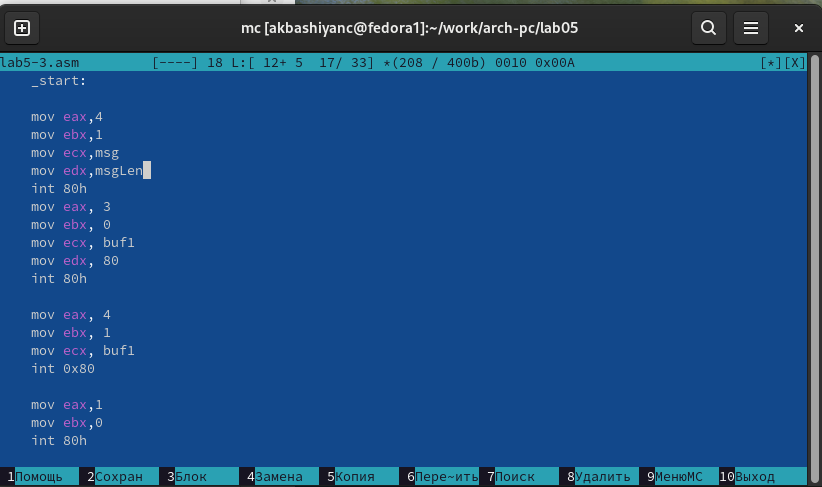 mc [akbashiyanc@fedora1]:~/work/arch-pc/lab05
lab5-3.asm [----] 18 L:[ 12+ 5 17/ 33] *(208 / 400b) 0010 0x00A [*][X]
_start:
mov eax,4
mov ebx,1
mov ecx,msg
mov edx,msgLen
int 80h
mov eax, 3
mov ebx, 0
mov ecx, buf1
mov edx, 80
int 80h
mov eax, 4
mov ebx, 1
mov ecx, buf1
int 0x80
mov eax,1
mov ebx,0
int 80h
1Помощь 2Сохран 3Блок 4Замена 5Копия 6Пере~ить 7Поиск 8Удалить 9МенюMC 10Выход